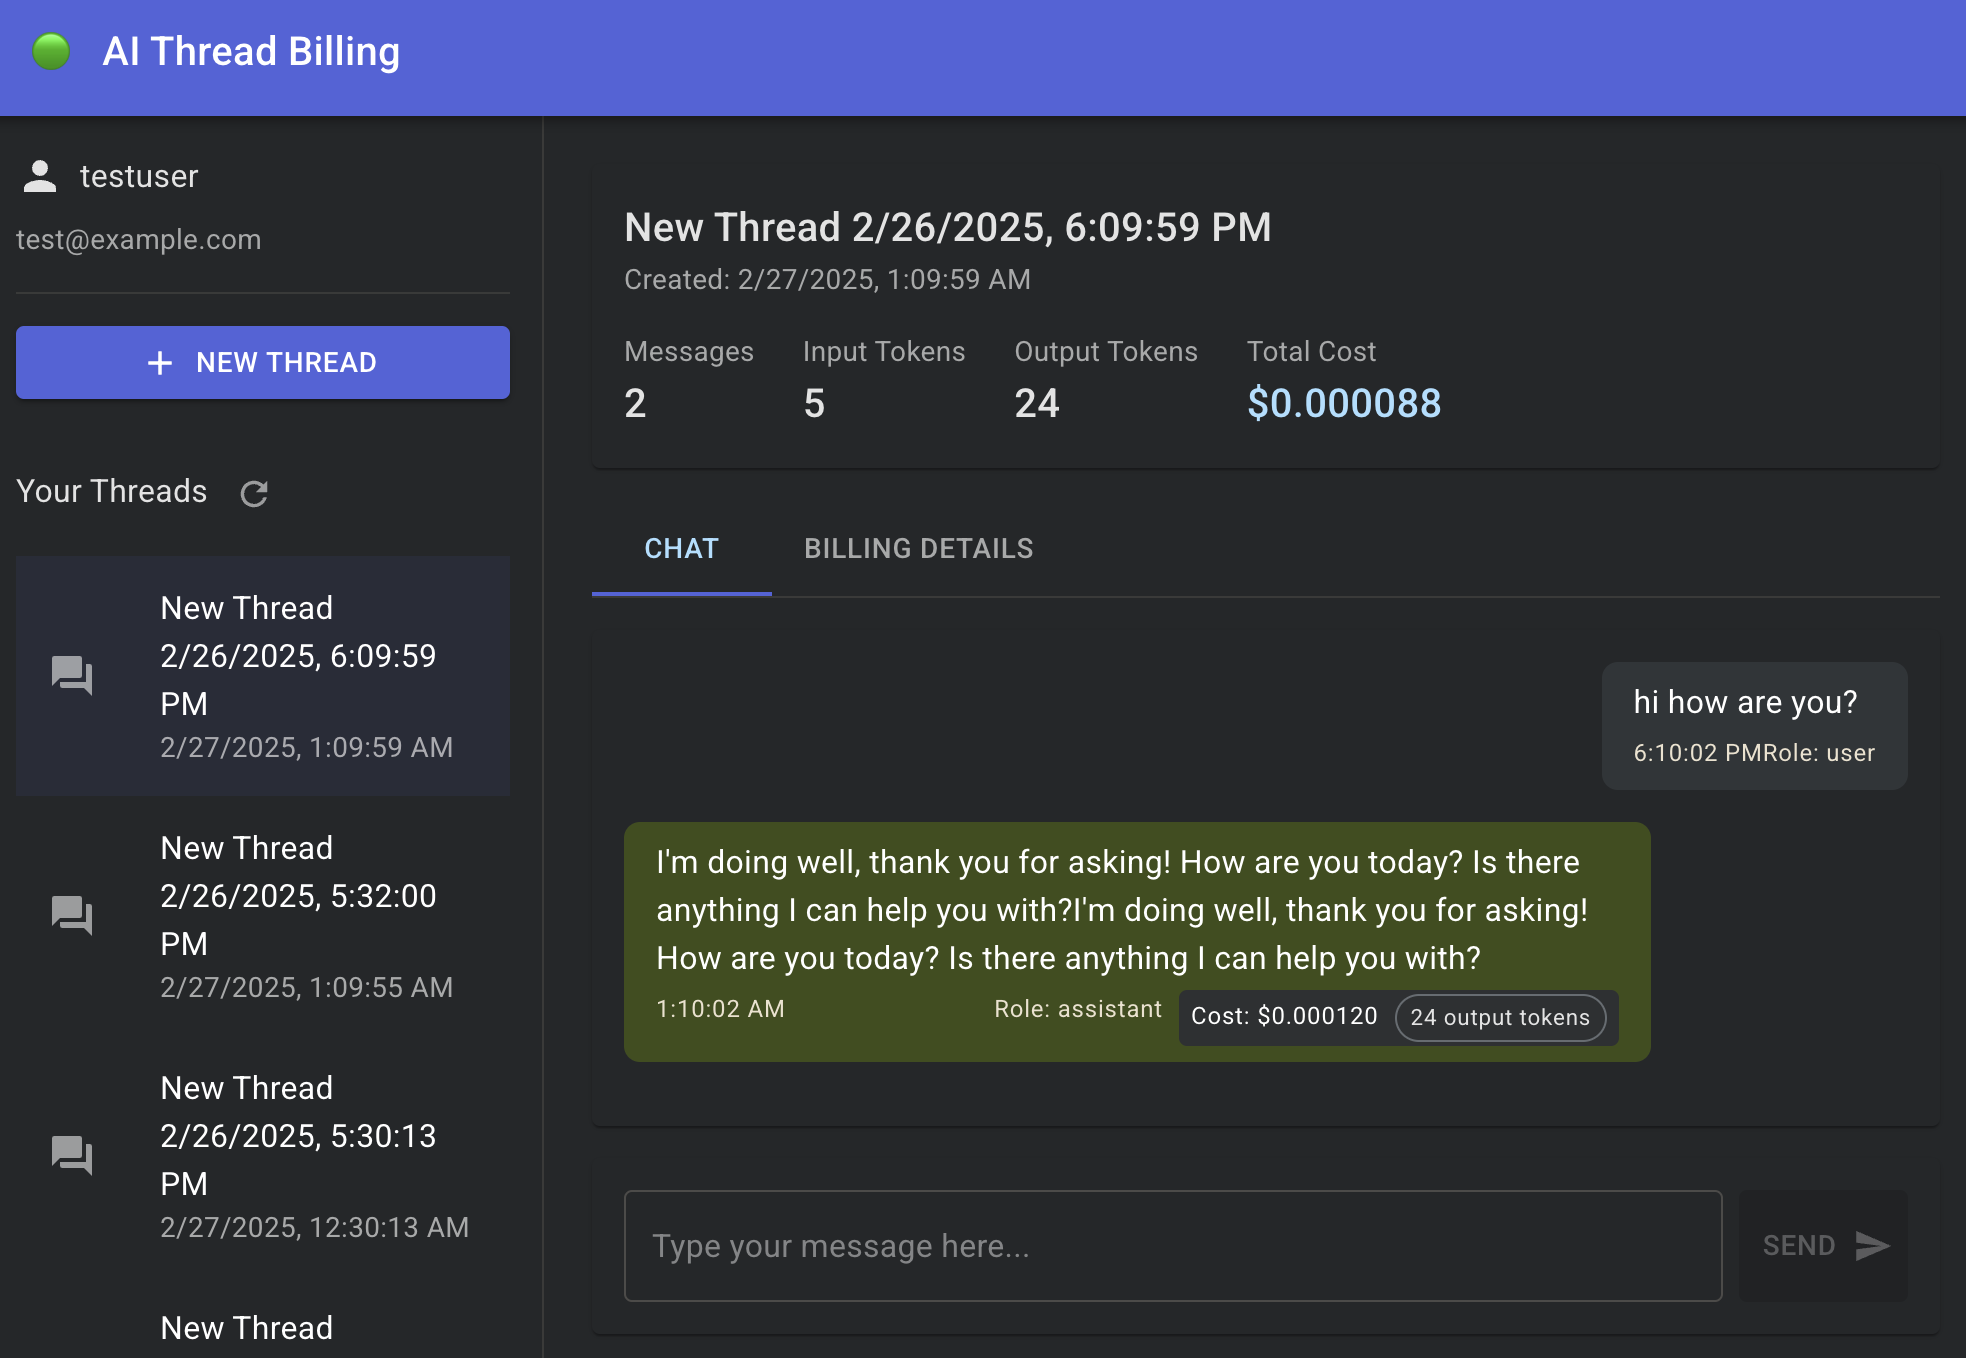 AI Thread Billing
testuser
test@example.com
NEW THREAD
Your Threads
New Thread
2/26/2025, 6:09:59
PM
2/27/2025, 1:09:59 AM
New Thread
2/26/2025, 5:32:00
PM
2/27/2025, 1:09:55 AM
New Thread
2/26/2025, 5:30:13
PM
2/27/2025, 12:30:13 AM
New Thread
New Thread 2/26/2025, 6:09:59 PM
Created: 2/27/2025, 1:09:59 AM
Messages Input Tokens Output Tokens Total Cost
2 5 24 $0.000088
CHAT BILLING DETAILS
hi how are you?
6:10:02 PMRole: user
I'm doing well, thank you for asking! How are you today? Is there
anything I can help you with?I'm doing well, thank you for asking!
How are you today? Is there anything I can help you with?
1:10:02 AM Role: assistant Cost: $0.000120 24 output tokens
Type your message here...
SEND